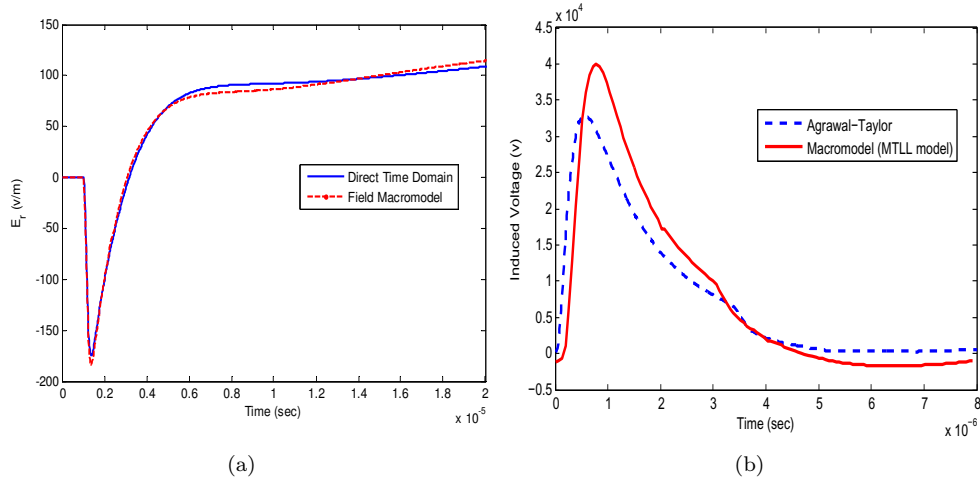 150
100
50
0
-50
-100
-150
-200
E_r (v/m)
Direct Time Domain
Field Macromodel
0 0.2 0.4 0.6 0.8 1 1.2 1.4 1.6 1.8 2
Time (sec)
x 10^-5
(a)
x 10^4
4.5
4
3.5
3
2.5
2
1.5
1
0.5
0
−0.5
Induced Voltage (v)
Agrawal−Taylor
Macromodel (MTLL model)
0 1 2 3 4 5 6 7 8
Time (sec)
x 10^−6
(b)